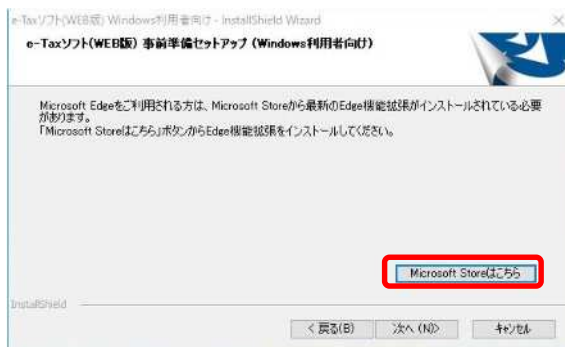 e-Taxソフト(WEB版) Windows利用者向け - InstallShield Wizard
e-Taxソフト(WEB版) 事前準備セットアップ (Windows利用者向け)
Microsoft Edgeをご利用される方は、Microsoft Storeから最新のEdge機能拡張がインストールされている必要
があります。
「Microsoft Storeはこちら」ボタンからEdge機能拡張をインストールしてください。
Microsoft Storeはこちら
InstallShield
< 戻る(B) 次へ (N)> キャンセル